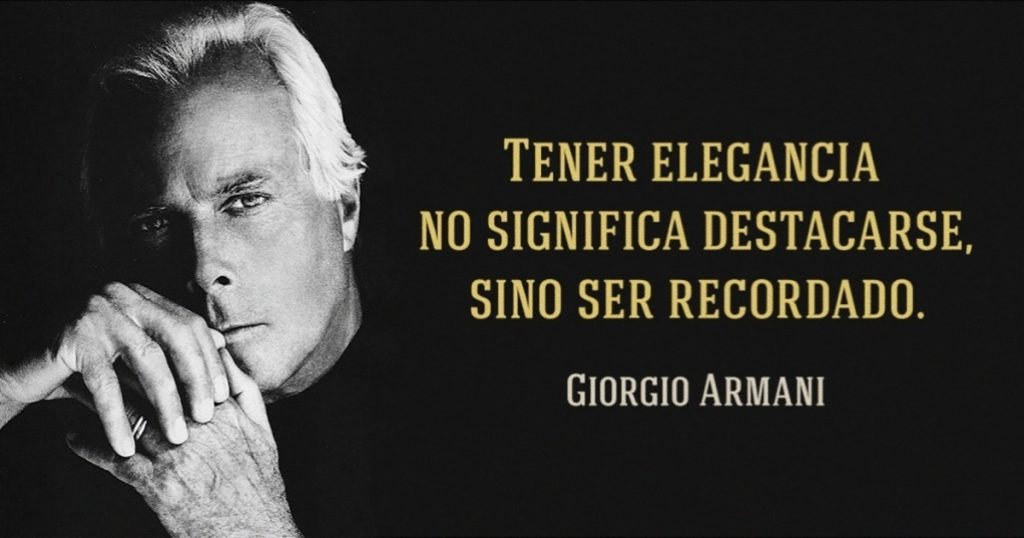 Tener elegancia
no significa destacarse,
sino ser recordado.
Giorgio Armani